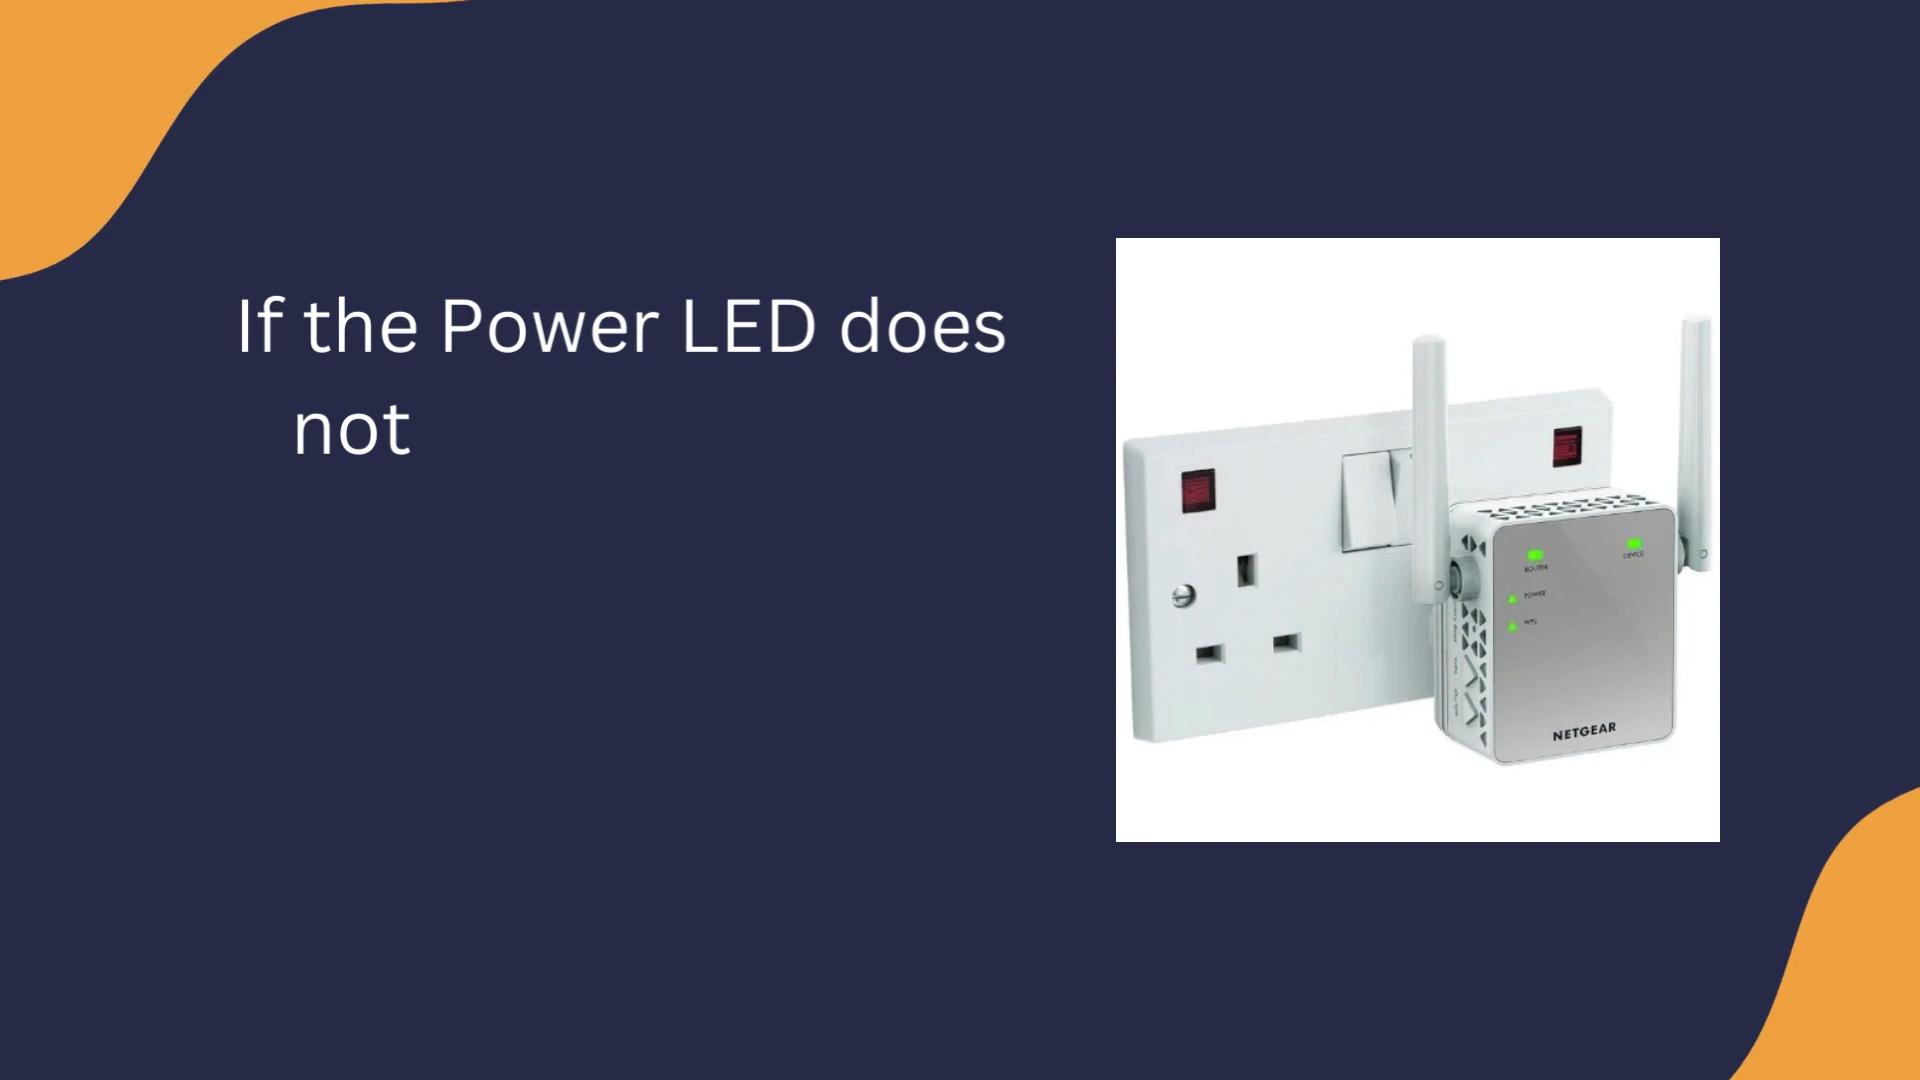 If the Power LED does
not
ROUTER
DEVICE
POWER
WPS
NETGEAR